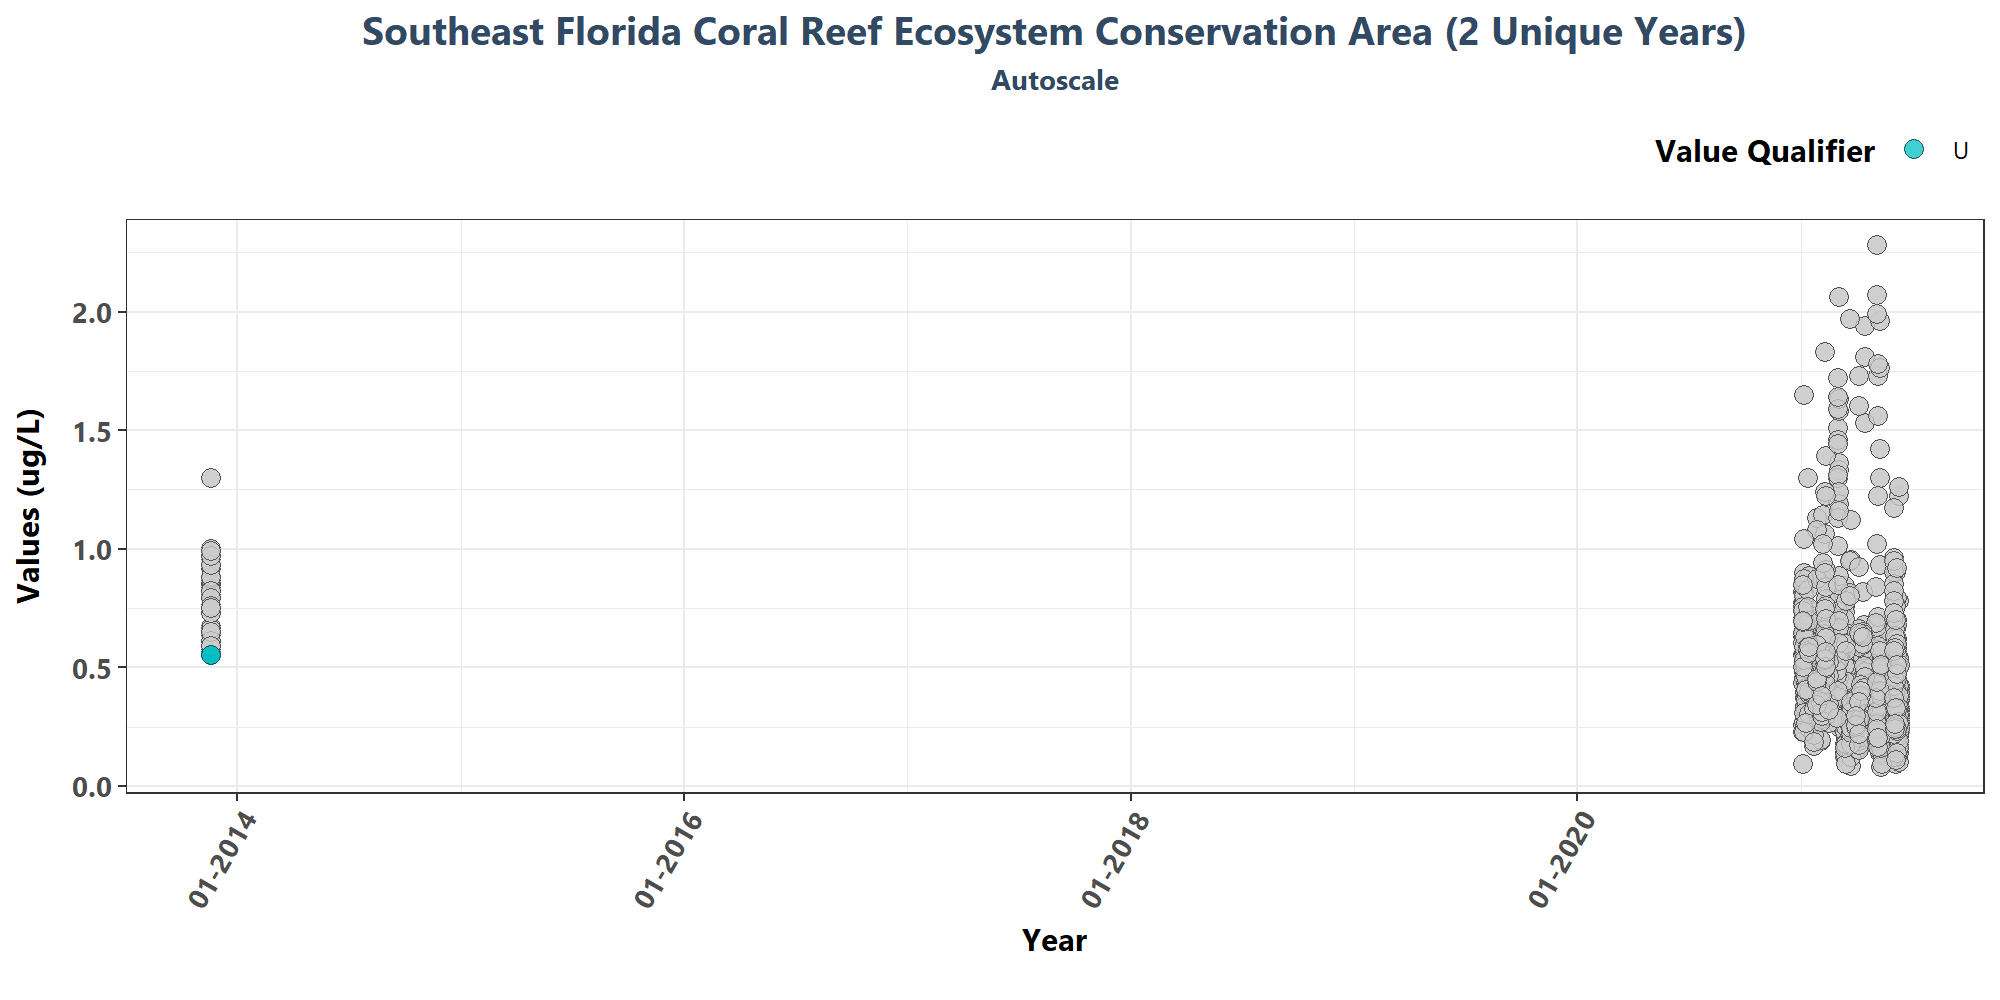 Southeast Florida Coral Reef Ecosystem Conservation Area (2 Unique Years)
Autoscale
Value Qualifier U
Values (ug/L)
2.0
1.5
1.0
0.5
0.0
01-2014 01-2016 01-2018 01-2020
Year